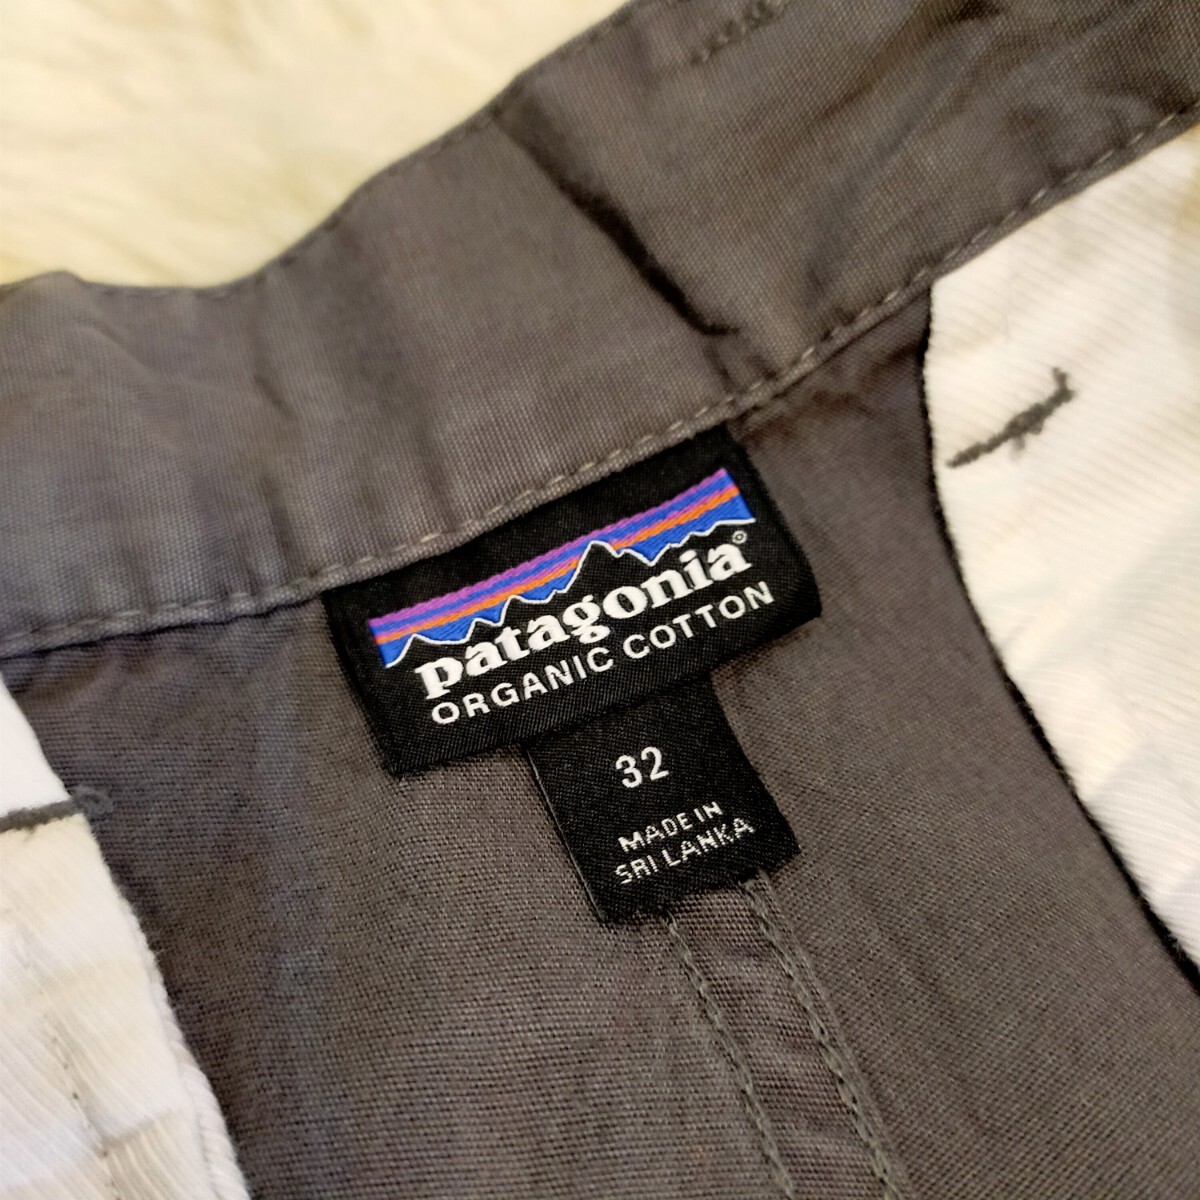 patagonia®
ORGANIC COTTON
32
MADE IN
SRI LANKA